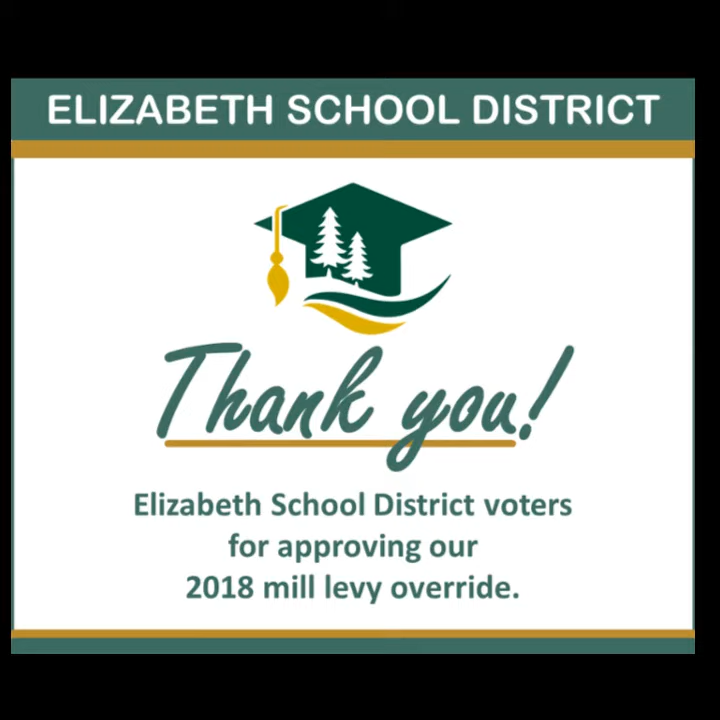 ELIZABETH SCHOOL DISTRICT
Thank you!
Elizabeth School District voters
for approving our
2018 mill levy override.